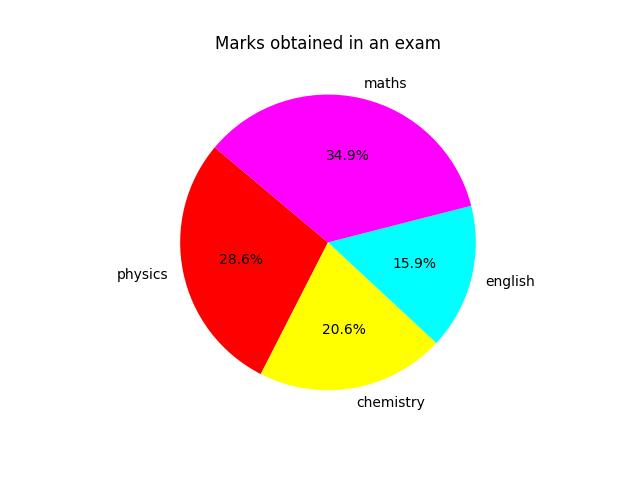 Marks obtained in an exam
maths
34.9%
physics
28.6%
15.9%
english
20.6%
chemistry